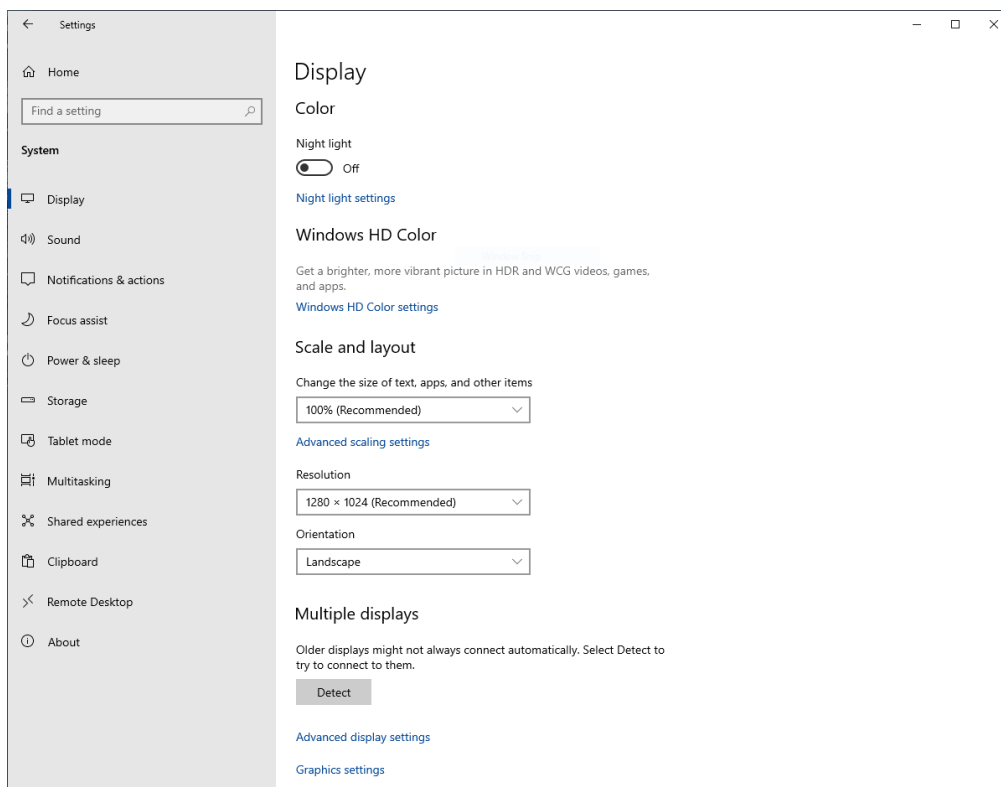 Settings
Home
Find a setting
System
Display
Sound
Notifications & actions
Focus assist
Power & sleep
Storage
Tablet mode
Multitasking
Shared experiences
Clipboard
Remote Desktop
About
Display
Color
Night light
Off
Night light settings
Windows HD Color
Get a brighter, more vibrant picture in HDR and WCG videos, games,
and apps.
Windows HD Color settings
Scale and layout
Change the size of text, apps, and other items
100% (Recommended)
Advanced scaling settings
Resolution
1280 × 1024 (Recommended)
Orientation
Landscape
Multiple displays
Older displays might not always connect automatically. Select Detect to
try to connect to them.
Detect
Advanced display settings
Graphics settings